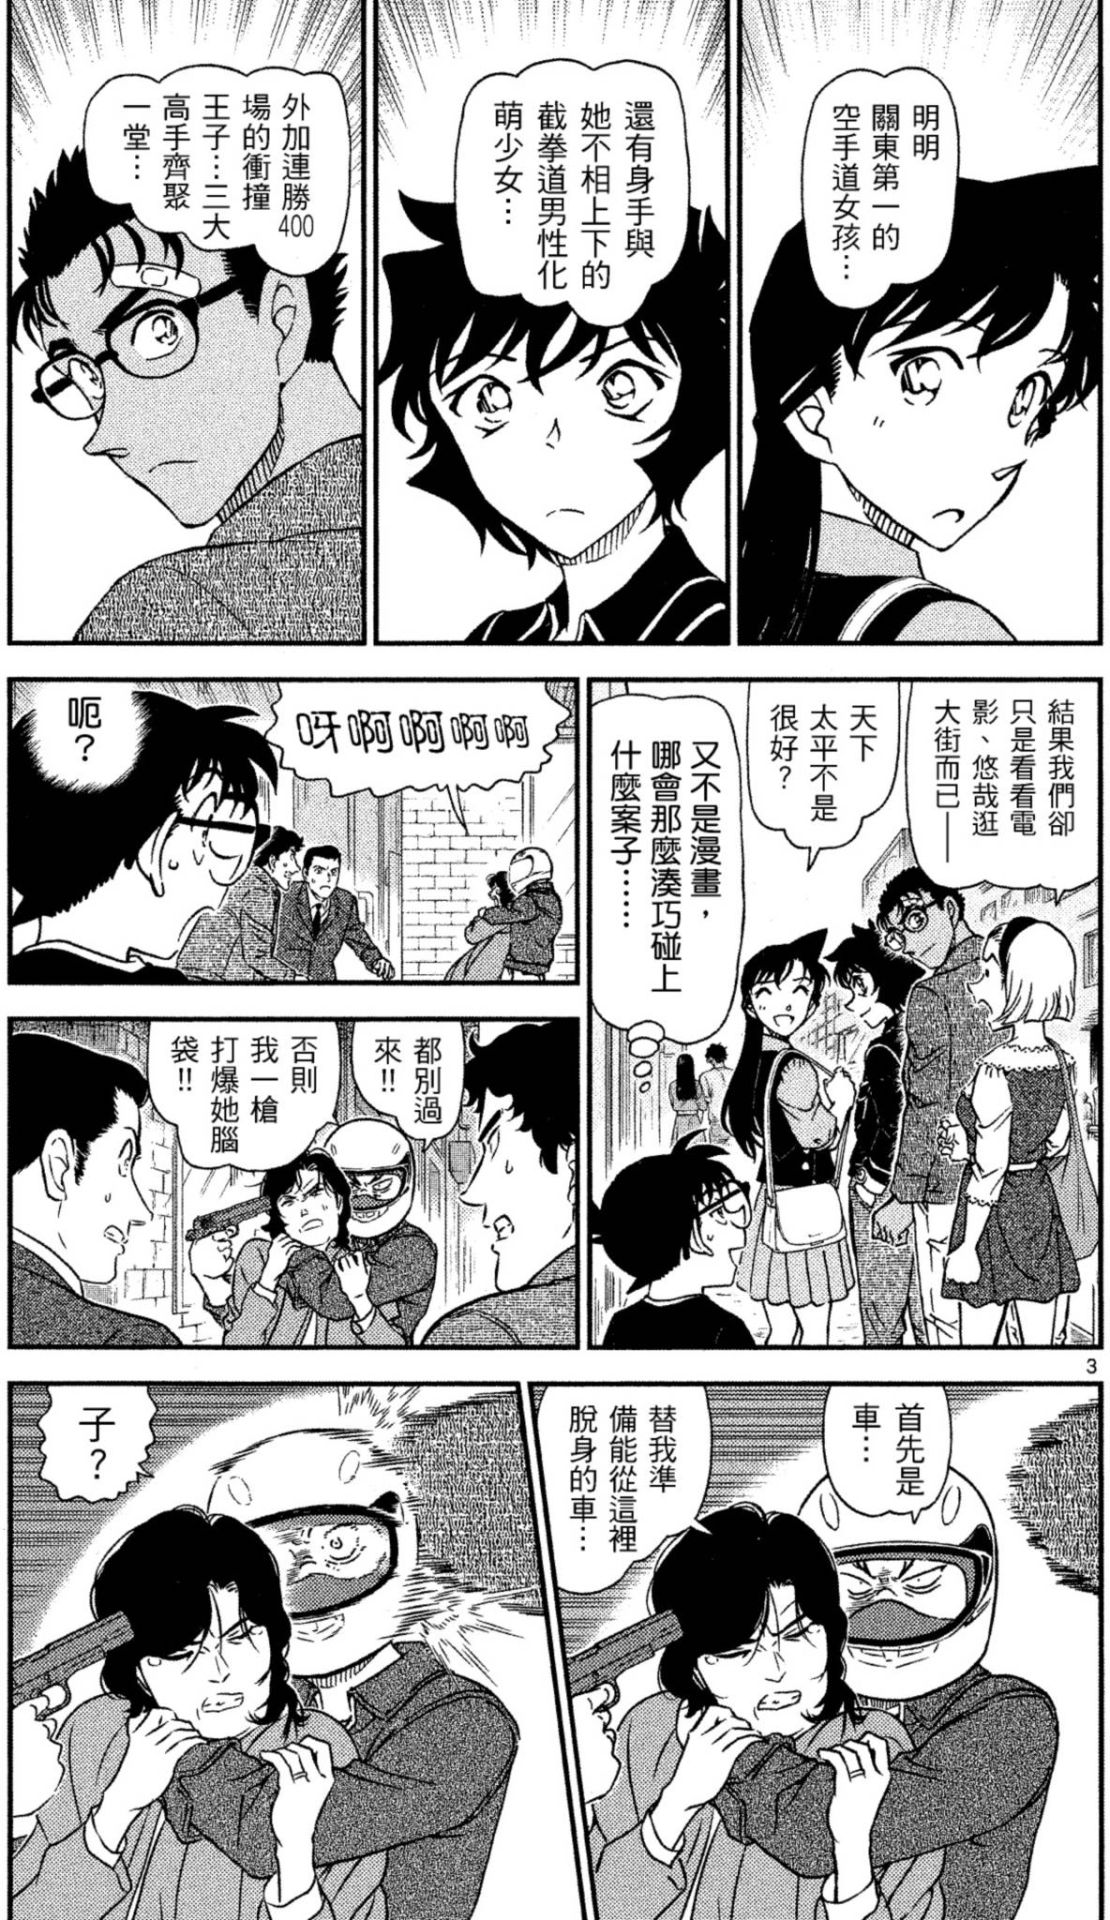 明明
關東第一的
空手道女孩…
還有身手與
她不相上下的
截拳道男性化
萌少女…
外加連勝400
場的衝撞
王子…三大
高手齊聚
一堂…
結果我們卻
只是看看電
影、悠哉逛
大街而已——
天下
太平不是
很好？
又不是漫畫，
哪會那麼湊巧碰上
什麼案子……
呀啊啊啊啊
呃？
都別過
來!!
否則
我一槍
打爆她腦
袋!!
3
首先是
車…
替我準
備能從這裡
脫身的車…
子？